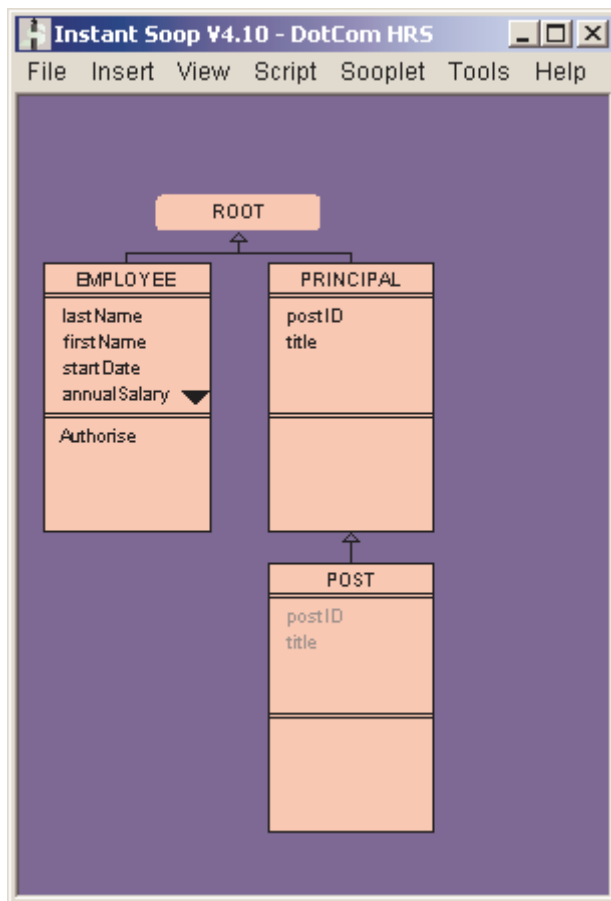 Instant Soop V4.10 - DotCom HRS
File Insert View Script Sooplet Tools Help
ROOT
EMPLOYEE
lastName
firstName
startDate
annualSalary
Authorise
PRINCIPAL
postID
title
POST
postID
title